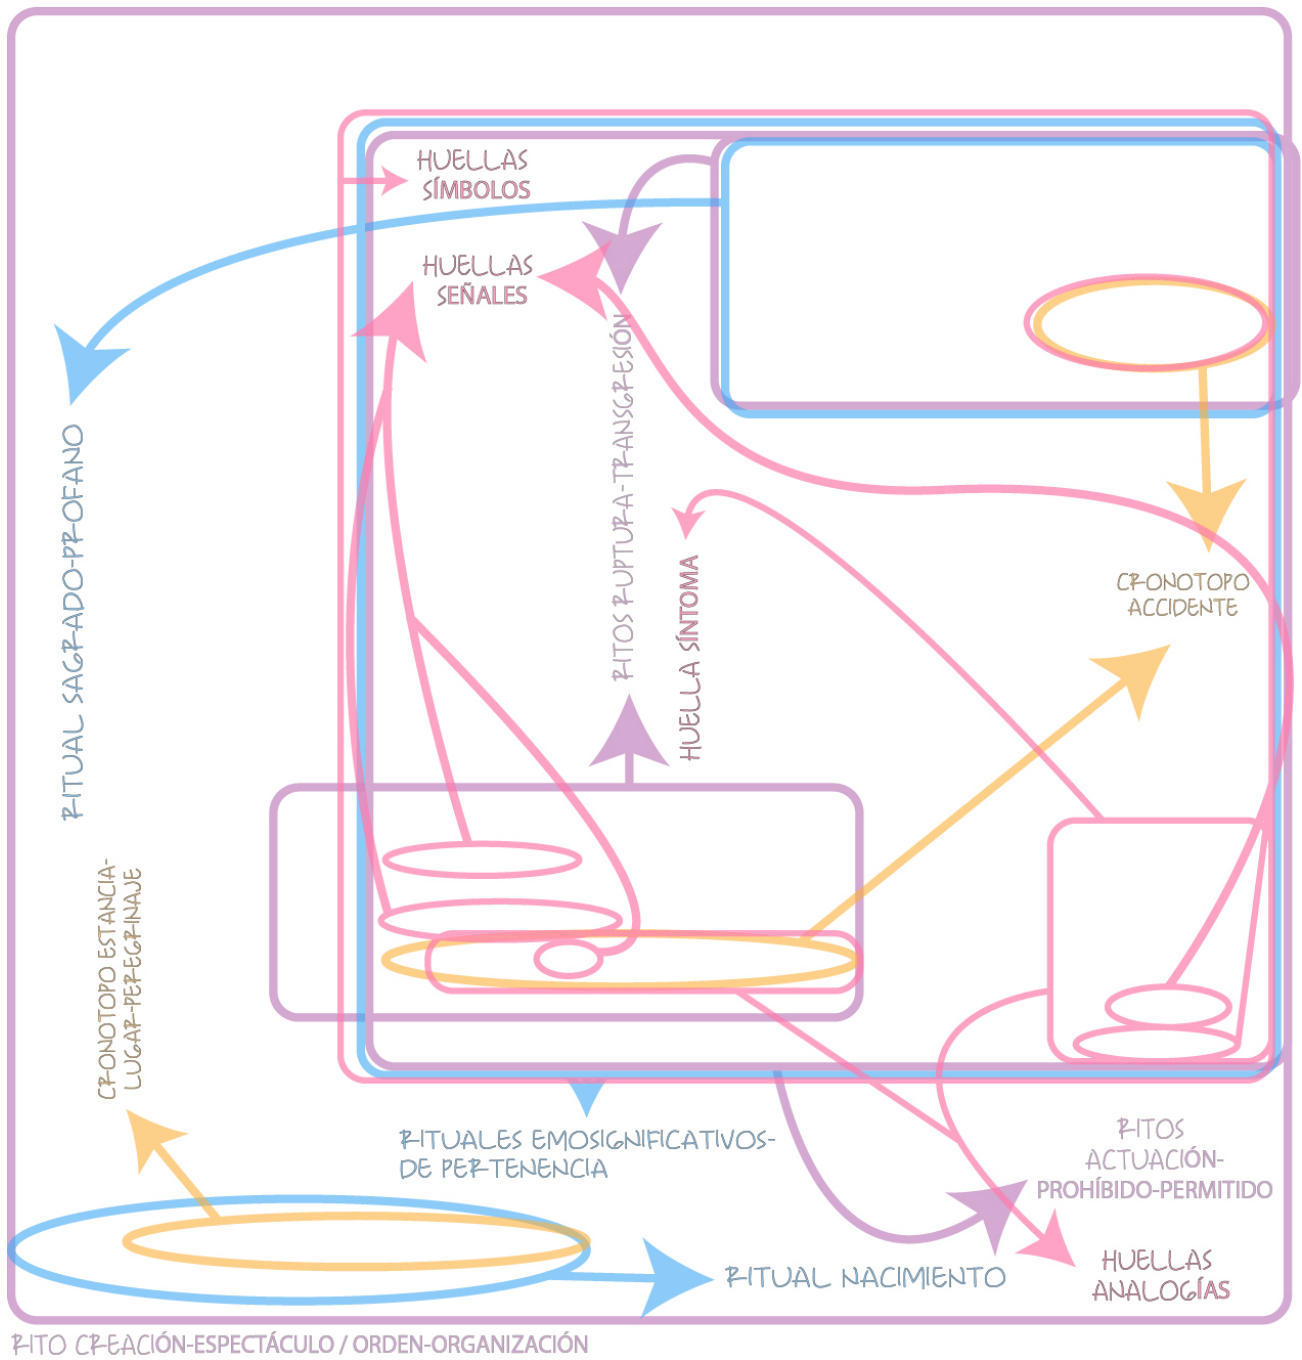 HUELLAS
SÍMBOLOS
HUELLAS
SEÑALES
RITOS RUPTURA-TRANSGRESIÓN
RITUAL SAGRADO-PROFANO
HUELLA SÍNTOMA
CRONOTOPO
ACCIDENTE
CRONOTOPO ESTANCIA-
LUGAR-PEREGRINAJE
RITUALES EMOSIGNIFICATIVOS-
DE PERTENENCIA
RITOS
ACTUACIÓN-
PROHÍBIDO-PERMITIDO
HUELLAS
ANALOGÍAS
RITUAL NACIMIENTO
RITO CREACIÓN-ESPECTÁCULO / ORDEN-ORGANIZACIÓN